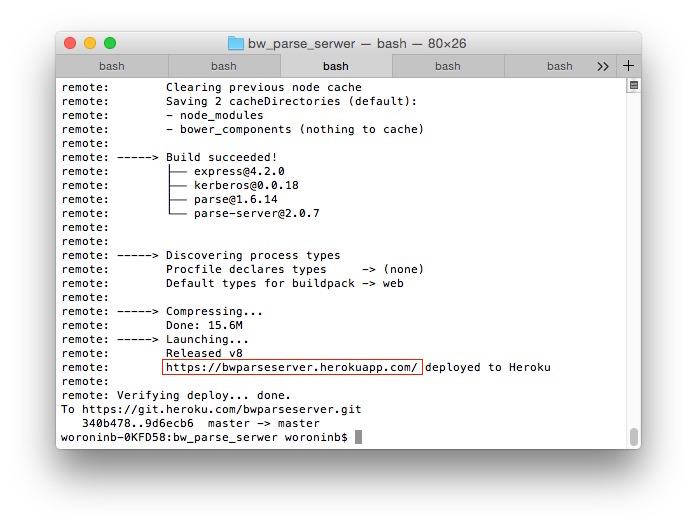 bw_parse_serwer — bash — 80×26
bash bash bash bash bash >> +
remote:        Clearing previous node cache
remote:        Saving 2 cacheDirectories (default):
remote:        - node_modules
remote:        - bower_components (nothing to cache)
remote:
remote: -----> Build succeeded!
remote:        ├── express@4.2.0
remote:        ├── kerberos@0.0.18
remote:        ├── parse@1.6.14
remote:        └── parse-server@2.0.7
remote:
remote:
remote: -----> Discovering process types
remote:        Procfile declares types     -> (none)
remote:        Default types for buildpack -> web
remote:
remote: -----> Compressing...
remote:        Done: 15.6M
remote: -----> Launching...
remote:        Released v8
remote:        https://bwparseserver.herokuapp.com/ deployed to Heroku
remote:
remote: Verifying deploy... done.
To https://git.heroku.com/bwparseserver.git
   340b478..9d6ecb6  master -> master
woroninb-0KFD58:bw_parse_serwer woroninb$